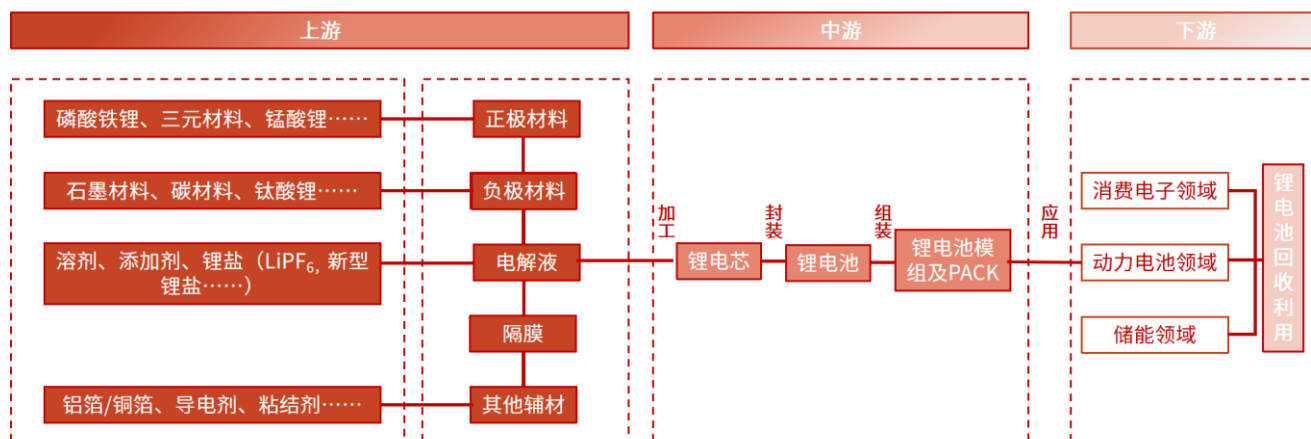 上游
中游
下游
磷酸铁锂、三元材料、锰酸锂……
正极材料
石墨材料、碳材料、钛酸锂……
负极材料
溶剂、添加剂、锂盐（LiPF₆, 新型
锂盐……）
电解液
隔膜
铝箔/铜箔、导电剂、粘结剂……
其他辅材
加工
锂电芯
封装
锂电池
组装
锂电池模
组及PACK
应用
消费电子领域
动力电池领域
储能领域
锂电池回收利用